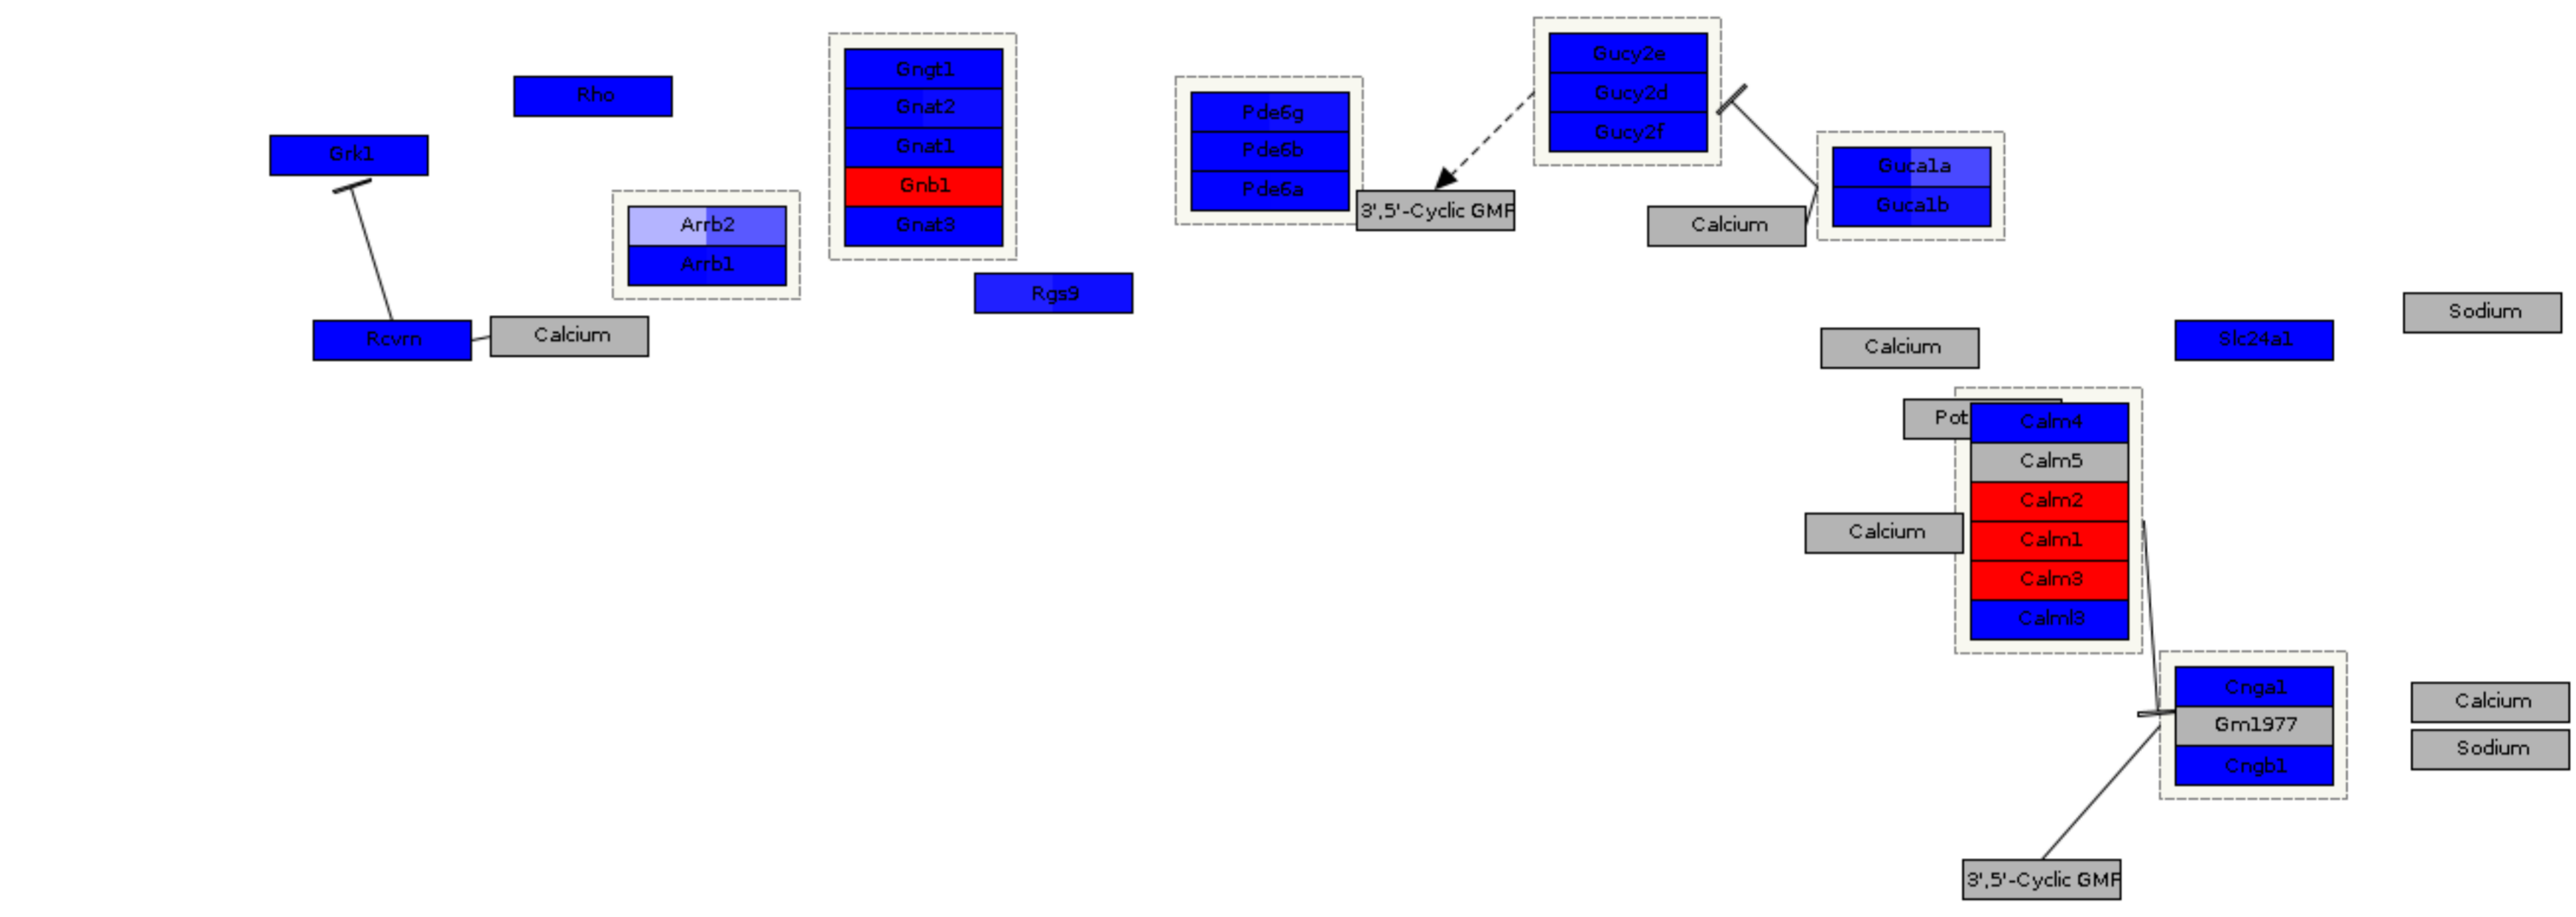 Rho
Grk1
Rcvrn
Calcium
Arrb2
Arrb1
Gngt1
Gnat2
Gnat1
Gnb1
Gnat3
Rgs9
Pde6g
Pde6b
Pde6a
3',5'-Cyclic GMP
Gucy2e
Gucy2d
Gucy2f
Calcium
Guca1a
Guca1b
Sodium
Slc24a1
Calcium
Pot
Calm4
Calm5
Calm2
Calm1
Calm3
Calml3
Calcium
Cnga1
Gm1977
Cngb1
Calcium
Sodium
3',5'-Cyclic GMP